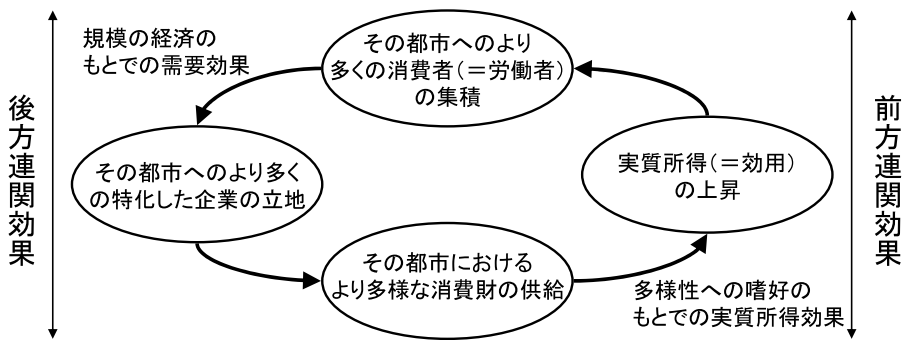 規模の経済の
もとでの需要効果
その都市へのより
多くの消費者(=労働者)
の集積
後方連関効果
前方連関効果
その都市へのより多く
の特化した企業の立地
実質所得(=効用)
の上昇
その都市における
より多様な消費財の供給
多様性への嗜好の
もとでの実質所得効果